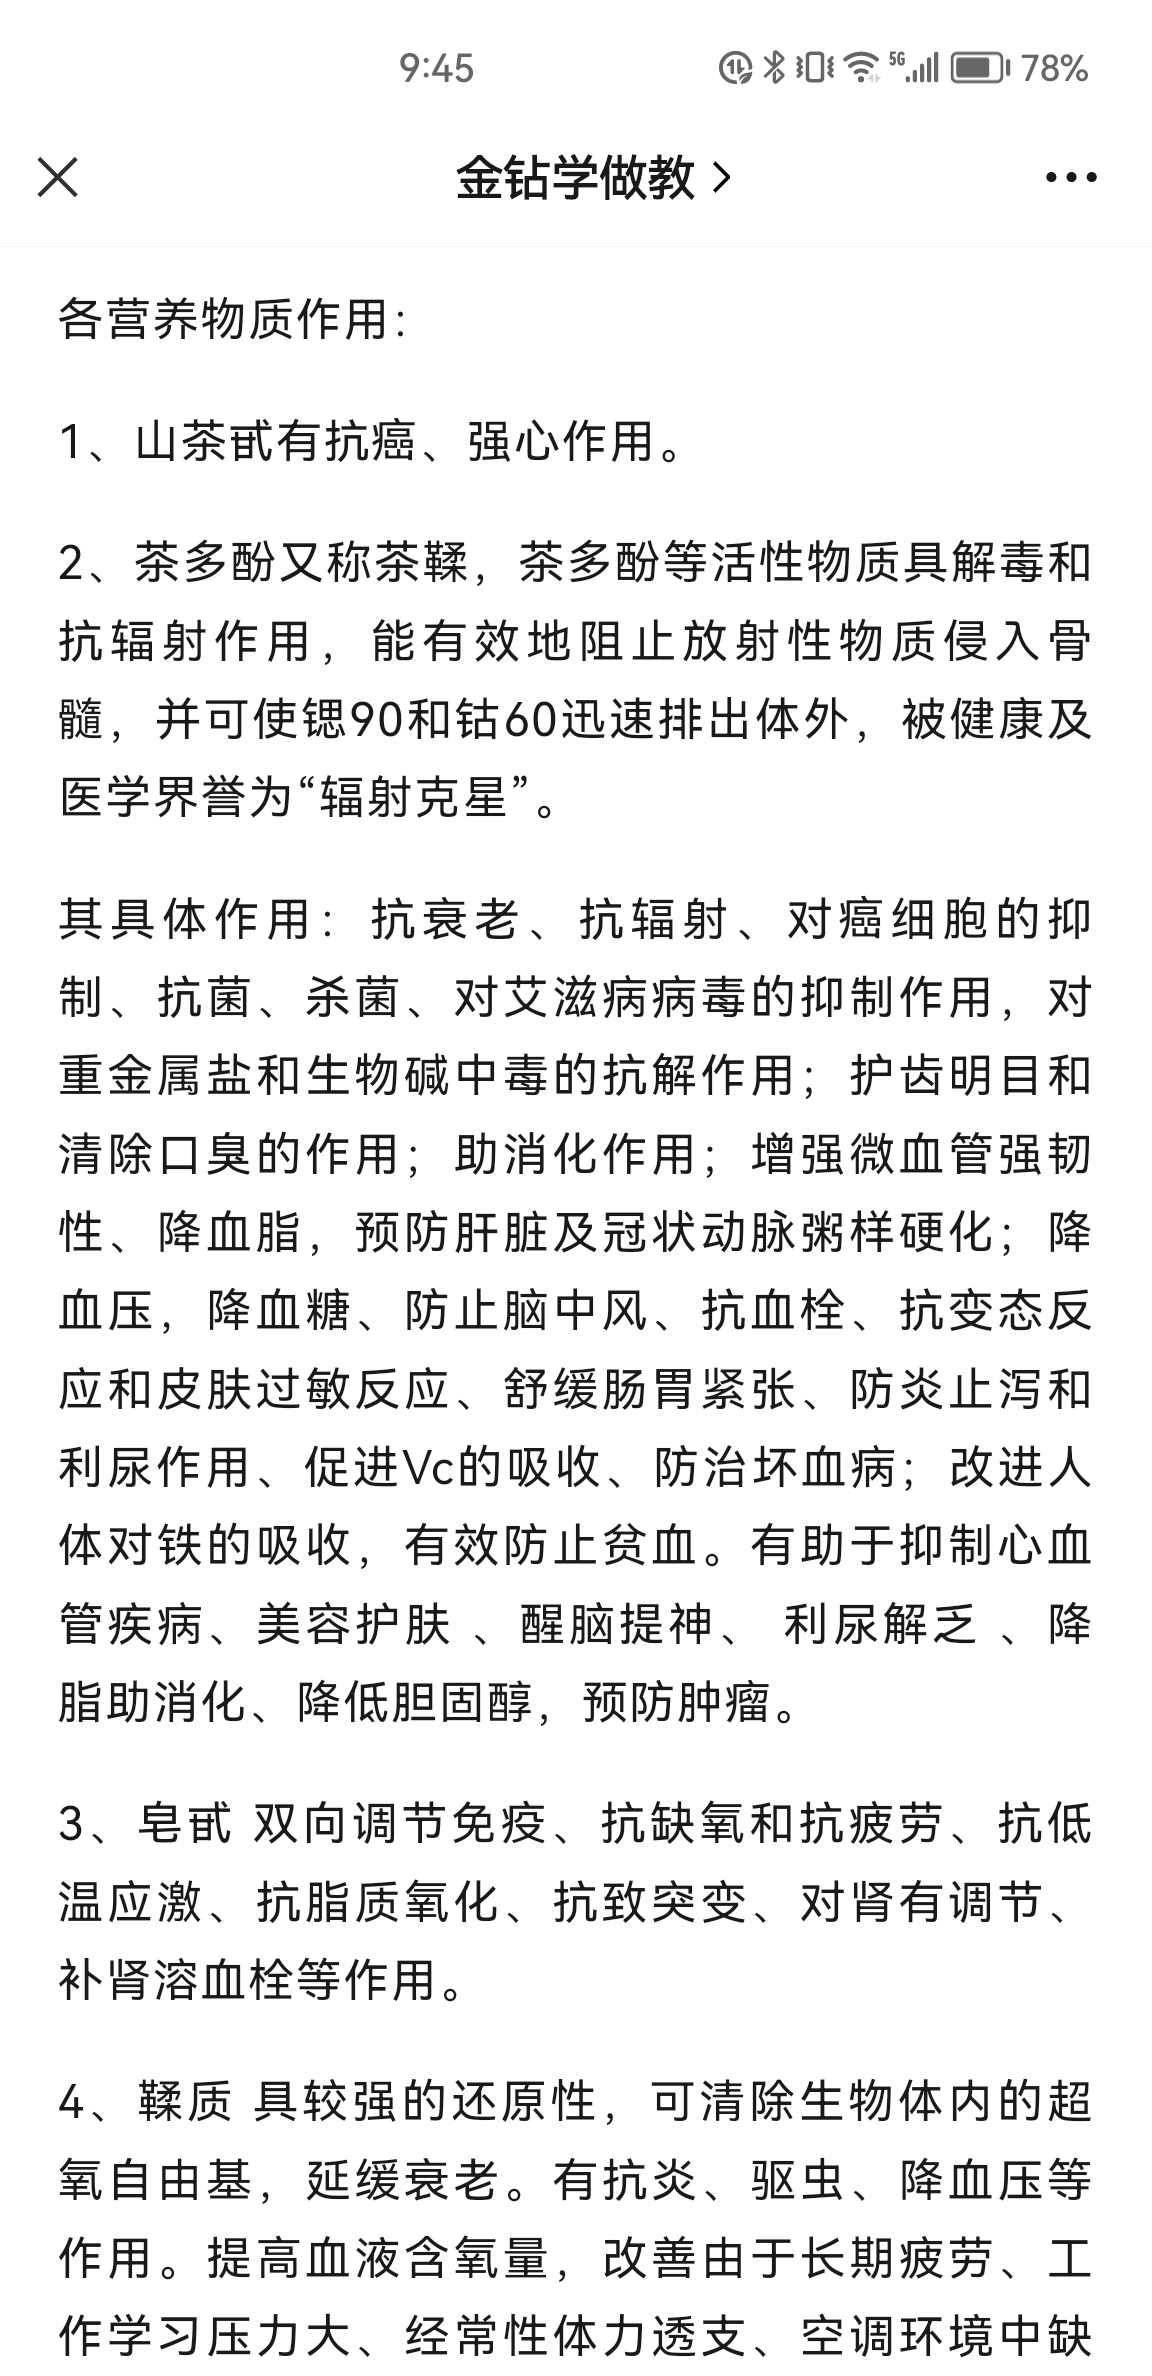 9:45
5G 78%
金钻学做教
各营养物质作用：
1、山茶甙有抗癌、强心作用。
2、茶多酚又称茶鞣，茶多酚等活性物质具解毒和
抗辐射作用，能有效地阻止放射性物质侵入骨
髓，并可使锶90和钴60迅速排出体外，被健康及
医学界誉为“辐射克星”。
其具体作用：抗衰老、抗辐射、对癌细胞的抑
制、抗菌、杀菌、对艾滋病病毒的抑制作用，对
重金属盐和生物碱中毒的抗解作用；护齿明目和
清除口臭的作用；助消化作用；增强微血管强韧
性、降血脂，预防肝脏及冠状动脉粥样硬化；降
血压，降血糖、防止脑中风、抗血栓、抗变态反
应和皮肤过敏反应、舒缓肠胃紧张、防炎止泻和
利尿作用、促进Vc的吸收、防治坏血病；改进人
体对铁的吸收，有效防止贫血。有助于抑制心血
管疾病、美容护肤 、醒脑提神、 利尿解乏 、降
脂助消化、降低胆固醇，预防肿瘤。
3、皂甙 双向调节免疫、抗缺氧和抗疲劳、抗低
温应激、抗脂质氧化、抗致突变、对肾有调节、
补肾溶血栓等作用。
4、鞣质 具较强的还原性，可清除生物体内的超
氧自由基，延缓衰老。有抗炎、驱虫、降血压等
作用。提高血液含氧量，改善由于长期疲劳、工
作学习压力大、经常性体力透支、空调环境中缺